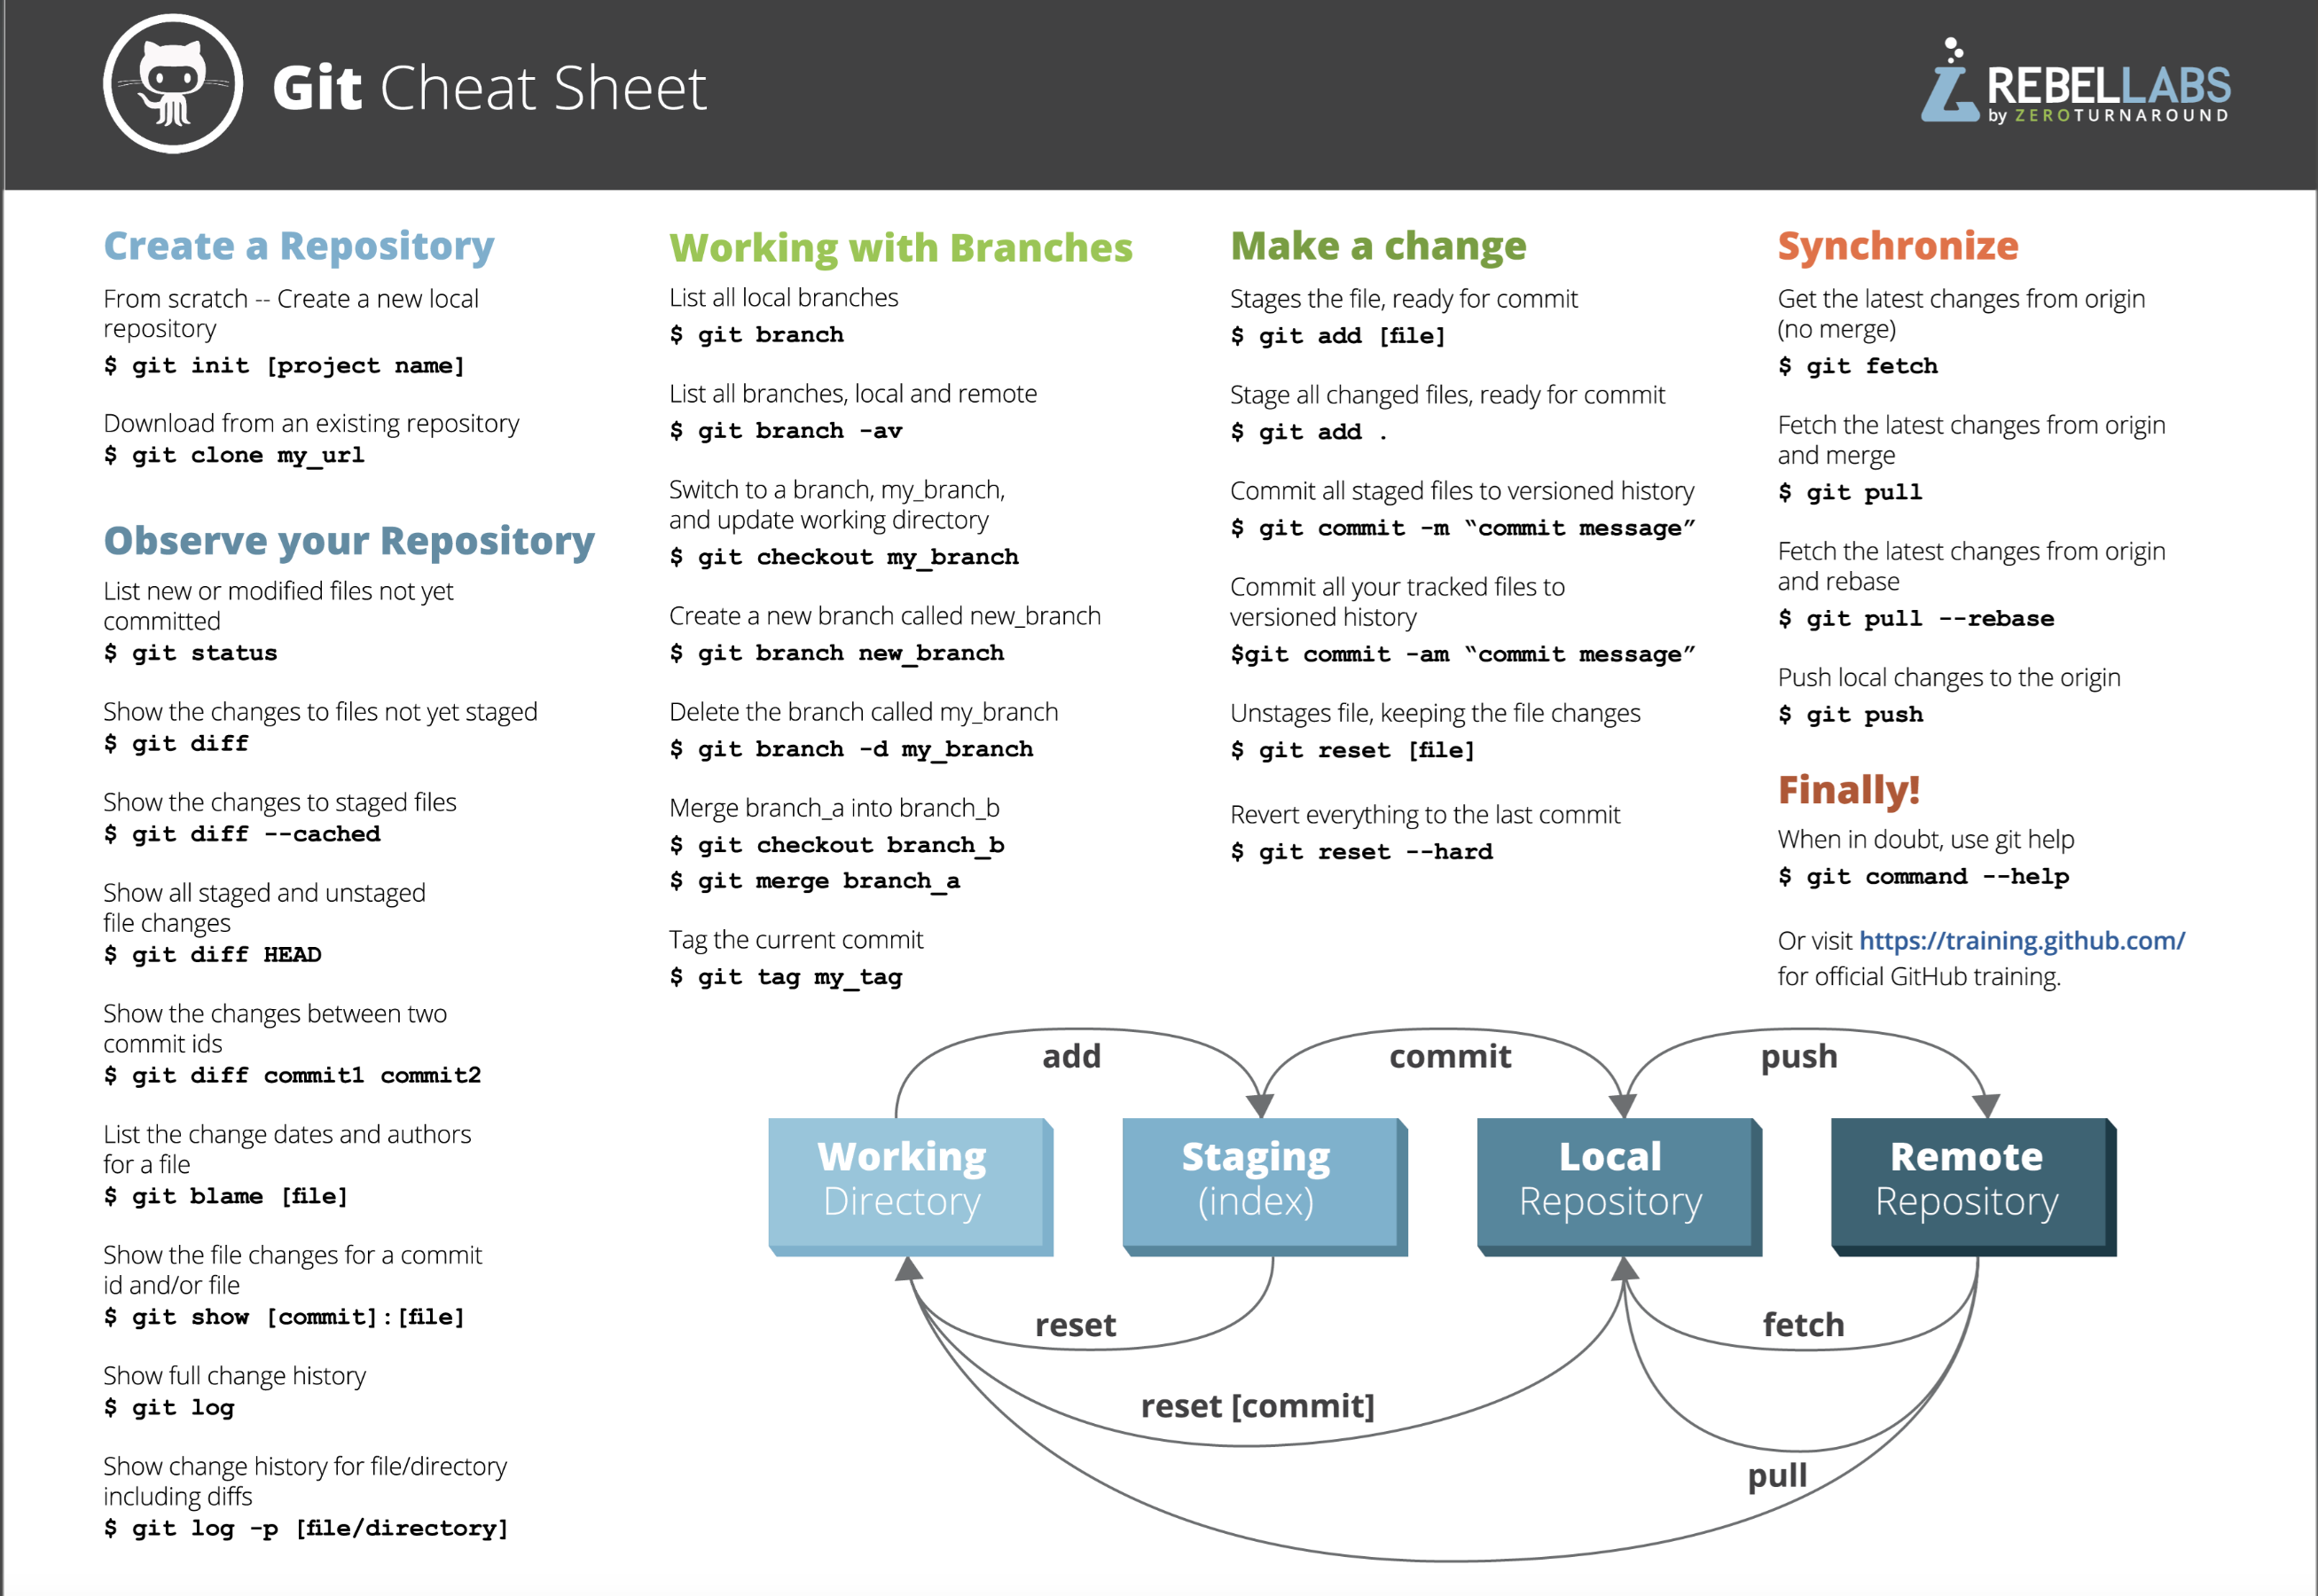 Git Cheat Sheet
REBELLABS
by ZEROTURNAROUND
Create a Repository
From scratch -- Create a new local
repository
$ git init [project name]
Download from an existing repository
$ git clone my_url
Observe your Repository
List new or modified files not yet
committed
$ git status
Show the changes to files not yet staged
$ git diff
Show the changes to staged files
$ git diff --cached
Show all staged and unstaged
file changes
$ git diff HEAD
Show the changes between two
commit ids
$ git diff commit1 commit2
List the change dates and authors
for a file
$ git blame [file]
Show the file changes for a commit
id and/or file
$ git show [commit]:[file]
Show full change history
$ git log
Show change history for file/directory
including diffs
$ git log -p [file/directory]
Working with Branches
List all local branches
$ git branch
List all branches, local and remote
$ git branch -av
Switch to a branch, my_branch,
and update working directory
$ git checkout my_branch
Create a new branch called new_branch
$ git branch new_branch
Delete the branch called my_branch
$ git branch -d my_branch
Merge branch_a into branch_b
$ git checkout branch_b
$ git merge branch_a
Tag the current commit
$ git tag my_tag
Make a change
Stages the file, ready for commit
$ git add [file]
Stage all changed files, ready for commit
$ git add .
Commit all staged files to versioned history
$ git commit -m “commit message”
Commit all your tracked files to
versioned history
$git commit -am “commit message”
Unstages file, keeping the file changes
$ git reset [file]
Revert everything to the last commit
$ git reset --hard
Synchronize
Get the latest changes from origin
(no merge)
$ git fetch
Fetch the latest changes from origin
and merge
$ git pull
Fetch the latest changes from origin
and rebase
$ git pull --rebase
Push local changes to the origin
$ git push
Finally!
When in doubt, use git help
$ git command --help
Or visit https://training.github.com/
for official GitHub training.
add
commit
push
Working
Directory
Staging
(index)
Local
Repository
Remote
Repository
reset
fetch
reset [commit]
pull